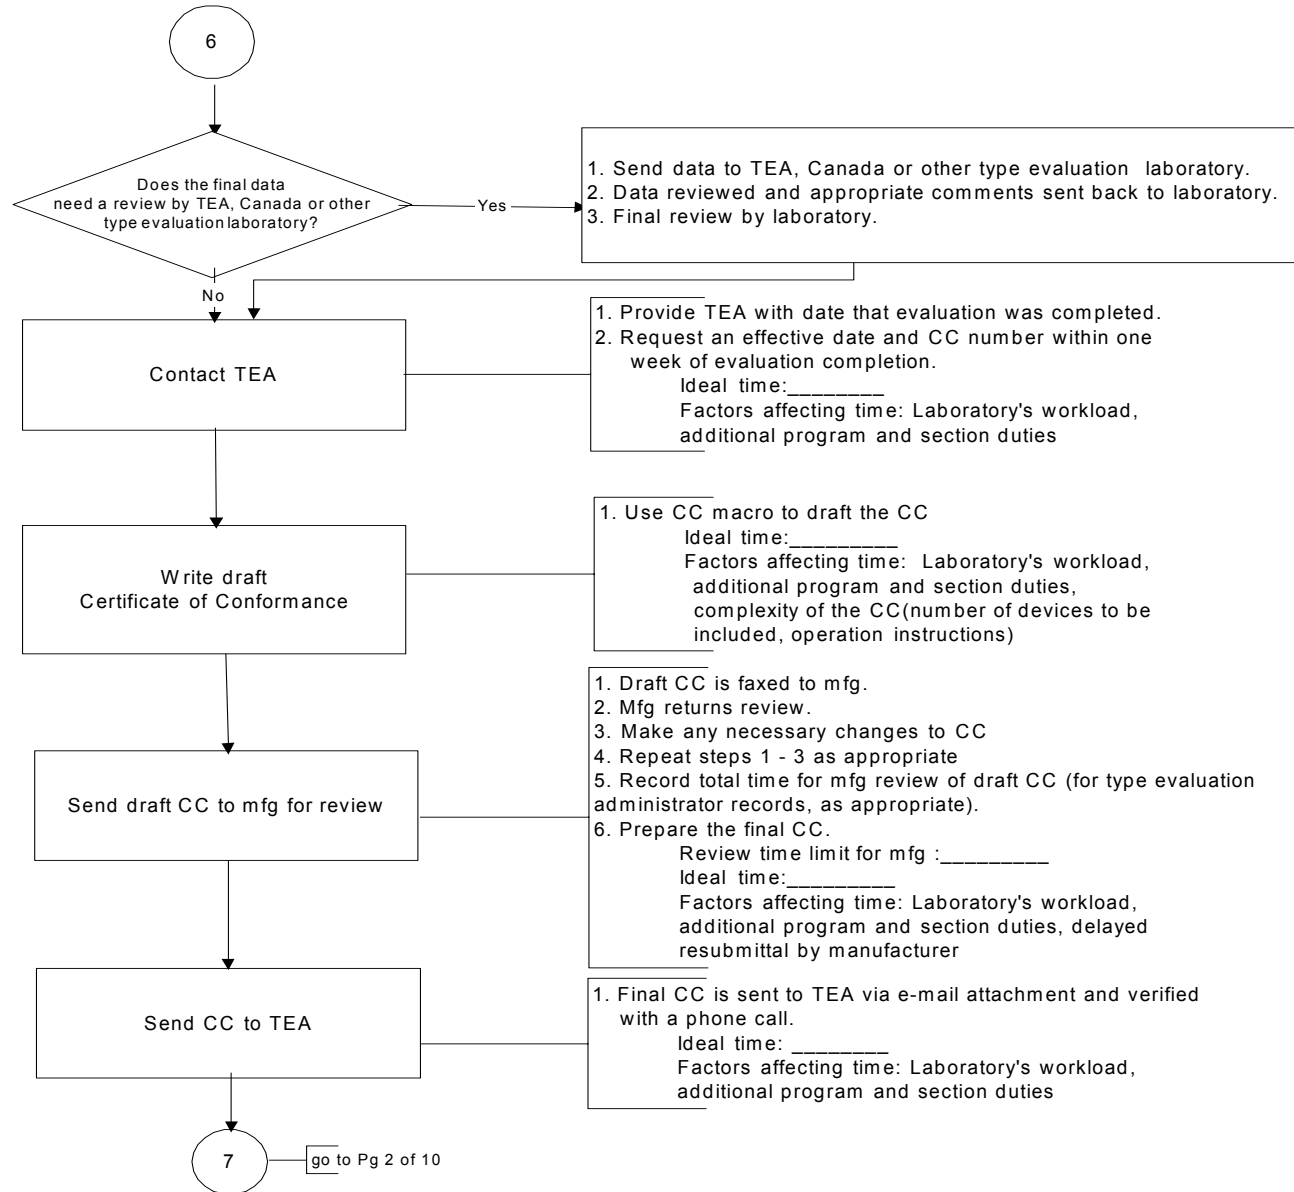 6
Does the final data
need a review by TEA, Canada or other
type evaluation laboratory?
Yes
1. Send data to TEA, Canada or other type evaluation laboratory.
2. Data reviewed and appropriate comments sent back to laboratory.
3. Final review by laboratory.
No
Contact TEA
1. Provide TEA with date that evaluation was completed.
2. Request an effective date and CC number within one
week of evaluation completion.
Ideal time:________
Factors affecting time: Laboratory's workload,
additional program and section duties
Write draft
Certificate of Conformance
1. Use CC macro to draft the CC
Ideal time:_________
Factors affecting time: Laboratory's workload,
additional program and section duties,
complexity of the CC(number of devices to be
included, operation instructions)
Send draft CC to mfg for review
1. Draft CC is faxed to mfg.
2. Mfg returns review.
3. Make any necessary changes to CC
4. Repeat steps 1 - 3 as appropriate
5. Record total time for mfg review of draft CC (for type evaluation
administrator records, as appropriate).
6. Prepare the final CC.
Review time limit for mfg :_________
Ideal time:_________
Factors affecting time: Laboratory's workload,
additional program and section duties, delayed
resubmittal by manufacturer
Send CC to TEA
1. Final CC is sent to TEA via e-mail attachment and verified
with a phone call.
Ideal time: ________
Factors affecting time: Laboratory's workload,
additional program and section duties
7
go to Pg 2 of 10